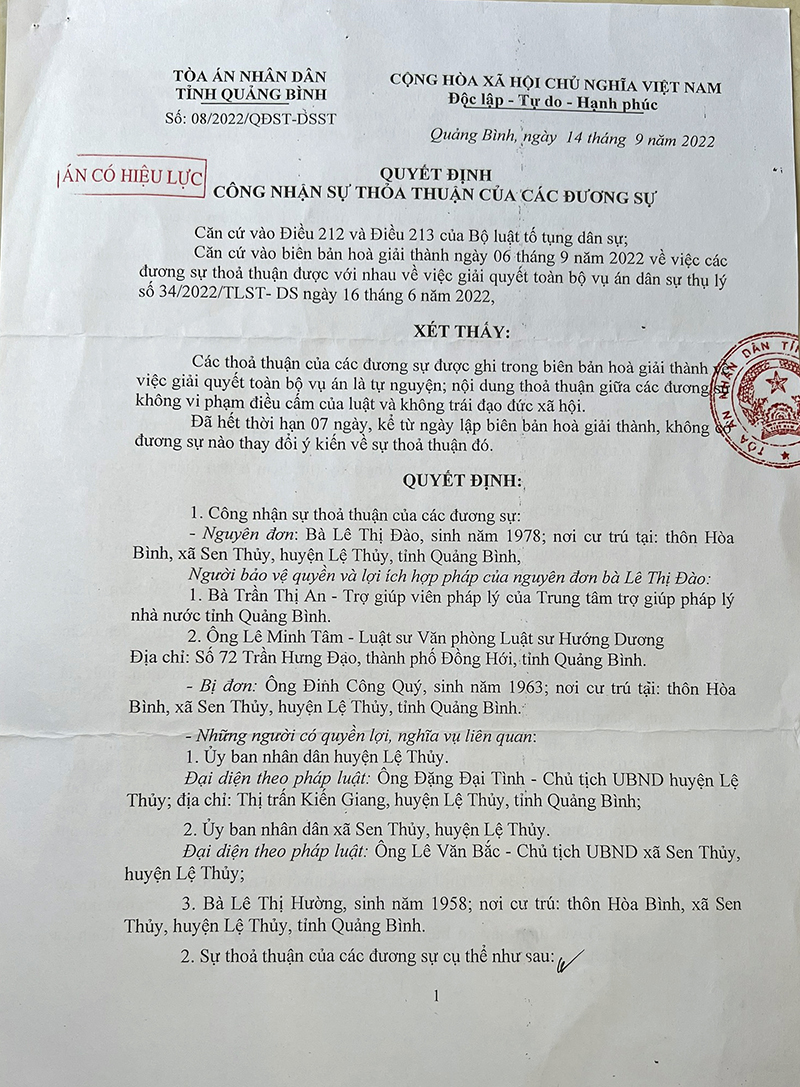 TÒA ÁN NHÂN DÂN
TỈNH QUẢNG BÌNH
Số: 08/2022/QĐST-DSST
CỘNG HÒA XÃ HỘI CHỦ NGHĨA VIỆT NAM
Độc lập - Tự do - Hạnh phúc
Quảng Bình, ngày 14 tháng 9 năm 2022
ÁN CÓ HIỆU LỰC
QUYẾT ĐỊNH
CÔNG NHẬN SỰ THỎA THUẬN CỦA CÁC ĐƯƠNG SỰ
Căn cứ vào Điều 212 và Điều 213 của Bộ luật tố tụng dân sự;
Căn cứ vào biên bản hoà giải thành ngày 06 tháng 9 năm 2022 về việc các
đương sự thoả thuận được với nhau về việc giải quyết toàn bộ vụ án dân sự thụ lý
số 34/2022/TLST- DS ngày 16 tháng 6 năm 2022,
XÉT THẤY:
Các thoả thuận của các đương sự được ghi trong biên bản hoà giải thành
việc giải quyết toàn bộ vụ án là tự nguyện; nội dung thoả thuận giữa các đương sự
không vi phạm điều cấm của luật và không trái đạo đức xã hội.
Đã hết thời hạn 07 ngày, kể từ ngày lập biên bản hoà giải thành, không có
đương sự nào thay đổi ý kiến về sự thoả thuận đó.
TÒA ÁN NHÂN DÂN TỈN
QUYẾT ĐỊNH:
1. Công nhận sự thoả thuận của các đương sự:
- Nguyên đơn: Bà Lê Thị Đào, sinh năm 1978; nơi cư trú tại: thôn Hòa
Bình, xã Sen Thủy, huyện Lệ Thủy, tỉnh Quảng Bình,
Người bảo vệ quyền và lợi ích hợp pháp của nguyên đơn bà Lê Thị Đào:
1. Bà Trần Thị An - Trợ giúp viên pháp lý của Trung tâm trợ giúp pháp lý
nhà nước tỉnh Quảng Bình.
2. Ông Lê Minh Tâm - Luật sư Văn phòng Luật sư Hướng Dương
Địa chỉ: Số 72 Trần Hưng Đạo, thành phố Đồng Hới, tỉnh Quảng Bình.
- Bị đơn: Ông Đinh Công Quý, sinh năm 1963; nơi cư trú tại: thôn Hòa
Bình, xã Sen Thủy, huyện Lệ Thủy, tỉnh Quảng Bình.
- Những người có quyền lợi, nghĩa vụ liên quan:
1. Ủy ban nhân dân huyện Lệ Thủy.
Đại diện theo pháp luật: Ông Đặng Đại Tình - Chủ tịch UBND huyện Lệ
Thủy; địa chỉ: Thị trấn Kiến Giang, huyện Lệ Thủy, tỉnh Quảng Bình;
2. Ủy ban nhân dân xã Sen Thủy, huyện Lệ Thủy.
Đại diện theo pháp luật: Ông Lê Văn Bắc - Chủ tịch UBND xã Sen Thủy,
huyện Lệ Thủy;
3. Bà Lê Thị Hường, sinh năm 1958; nơi cư trú: thôn Hòa Bình, xã Sen
Thủy, huyện Lệ Thủy, tỉnh Quảng Bình.
2. Sự thoả thuận của các đương sự cụ thể như sau:
1